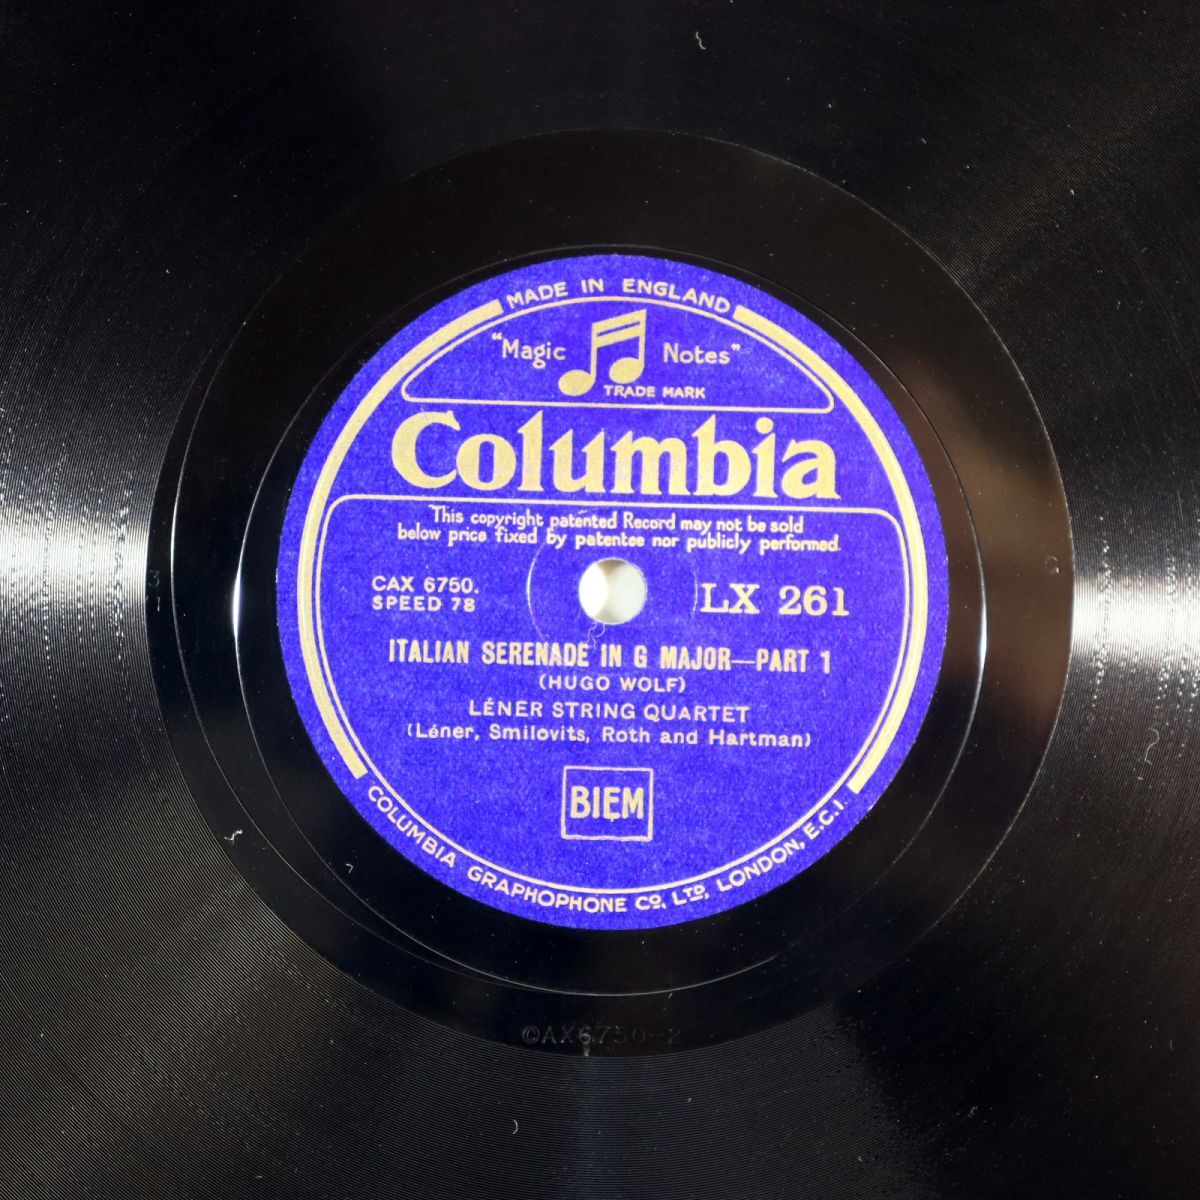 MADE IN ENGLAND
"Magic Notes"
TRADE MARK
Columbia
This copyright patented Record may not be sold
below price fixed by patentee nor publicly performed.
CAX 6750.
SPEED 78
LX 261
ITALIAN SERENADE IN G MAJOR—PART 1
(HUGO WOLF)
LÉNER STRING QUARTET
(Léner, Smilovits, Roth and Hartman)
BIEM
COLUMBIA GRAPHOPHONE CO. LTD, LONDON, E.C.1.
CAX6750-2